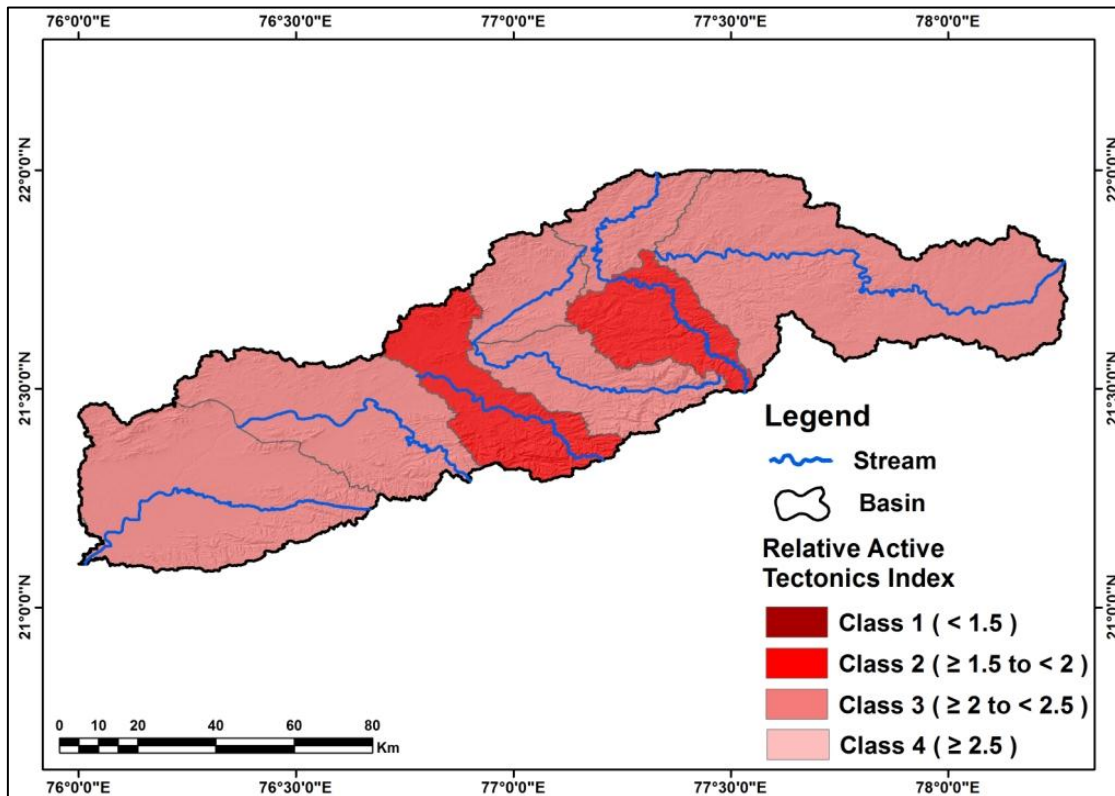 76°0'0"E 76°30'0"E 77°0'0"E 77°30'0"E 78°0'0"E
22°0'0"N 22°0'0"N
21°30'0"N 21°30'0"N
Legend
Stream
Basin
Relative Active
Tectonics Index
21°0'0"N 21°0'0"N
Class 1 ( < 1.5 )
Class 2 ( ≥ 1.5 to < 2 )
Class 3 ( ≥ 2 to < 2.5 )
Class 4 ( ≥ 2.5 )
0 10 20 40 60 80
Km
76°0'0"E 76°30'0"E 77°0'0"E 77°30'0"E 78°0'0"E